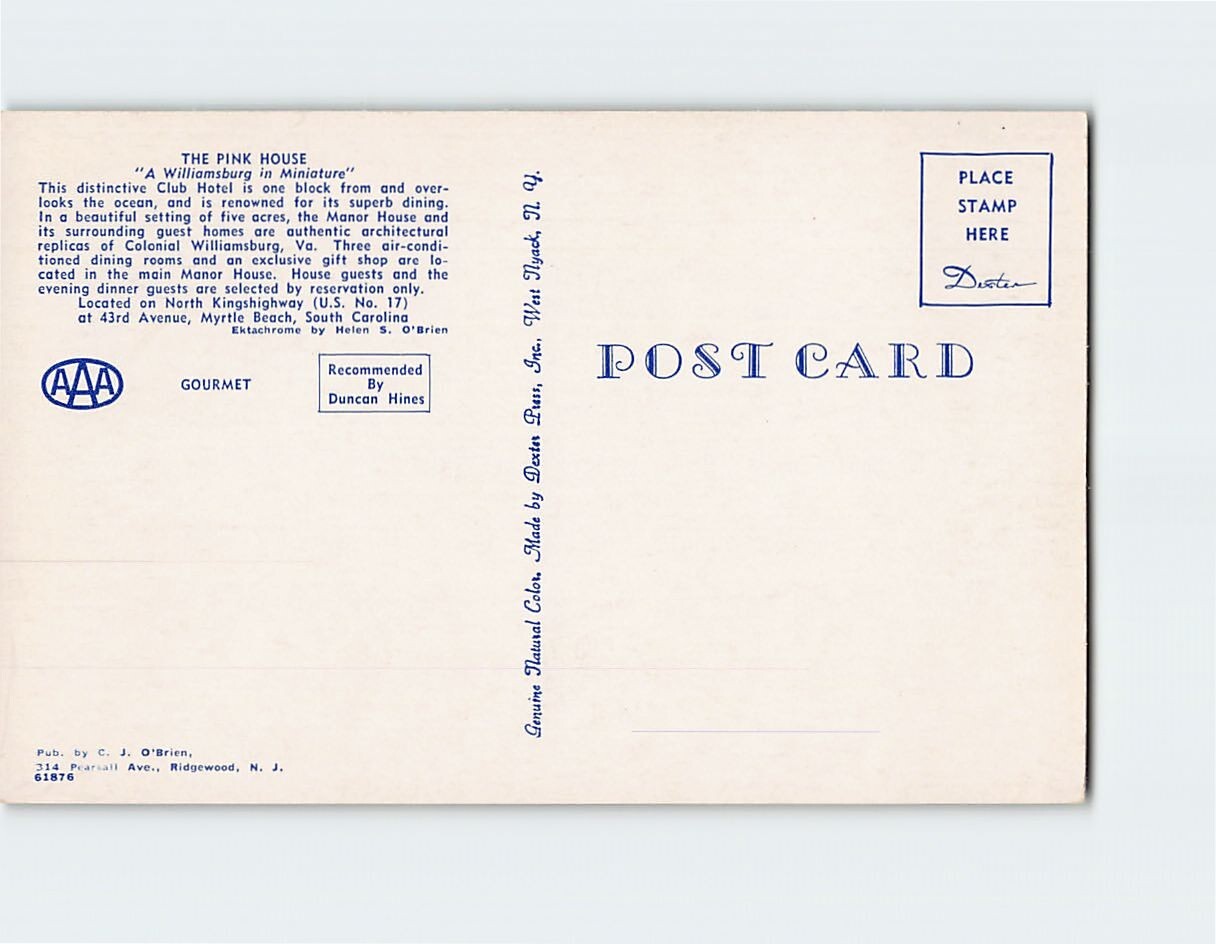 THE PINK HOUSE
"A Williamsburg in Miniature"
This distinctive Club Hotel is one block from and over-
looks the ocean, and is renowned for its superb dining.
In a beautiful setting of five acres, the Manor House and
its surrounding guest homes are authentic architectural
replicas of Colonial Williamsburg, Va. Three air-condi-
tioned dining rooms and an exclusive gift shop are lo-
cated in the main Manor House. House guests and the
evening dinner guests are selected by reservation only.
Located on North Kingshighway (U.S. No. 17)
at 43rd Avenue, Myrtle Beach, South Carolina
Ektachrome by Helen S. O'Brien
AAA
GOURMET
Recommended
By
Duncan Hines
Pub. by C. J. O'Brien,
314 Pearsall Ave., Ridgewood, N. J.
61876
Genuine Natural Color. Made by Dexter Press, Inc., West Nyack, N. Y.
PLACE
STAMP
HERE
Dexter
POST CARD